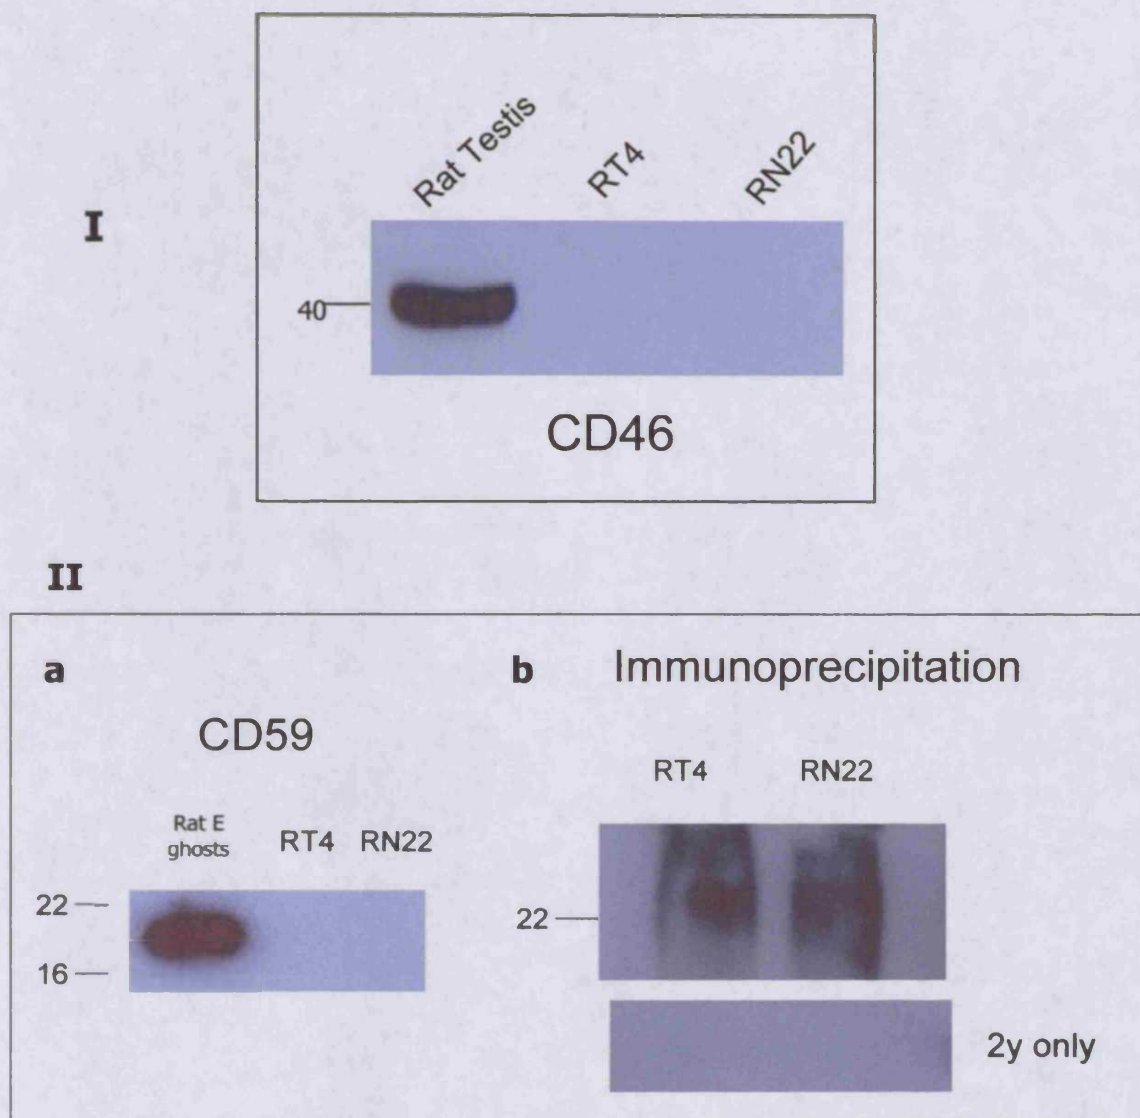 I
Rat Testis
RT4
RN22
40
CD46
II
a
CD59
Rat E
ghosts
RT4
RN22
22
16
b
Immunoprecipitation
RT4
RN22
22
2y only